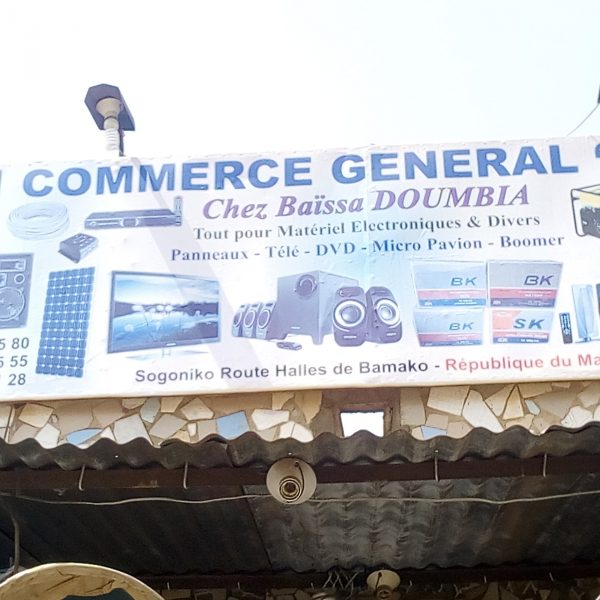 COMMERCE GENERAL
Chez Baïssa DOUMBIA
Tout pour Matériel Electroniques & Divers
Panneaux - Télé - DVD - Micro Pavion - Boomer
BK
BK
BK
SK
5 80
5 55
28
Sogoniko Route Halles de Bamako - République du Ma